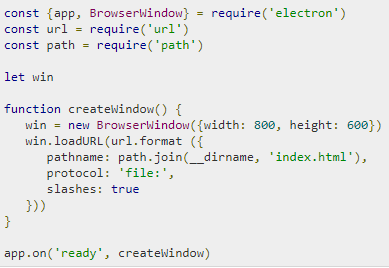 const {app, BrowserWindow} = require('electron')
const url = require('url')
const path = require('path')

let win

function createWindow() {
   win = new BrowserWindow({width: 800, height: 600})
   win.loadURL(url.format ({
      pathname: path.join(__dirname, 'index.html'),
      protocol: 'file:',
      slashes: true
   }))
}

app.on('ready', createWindow)